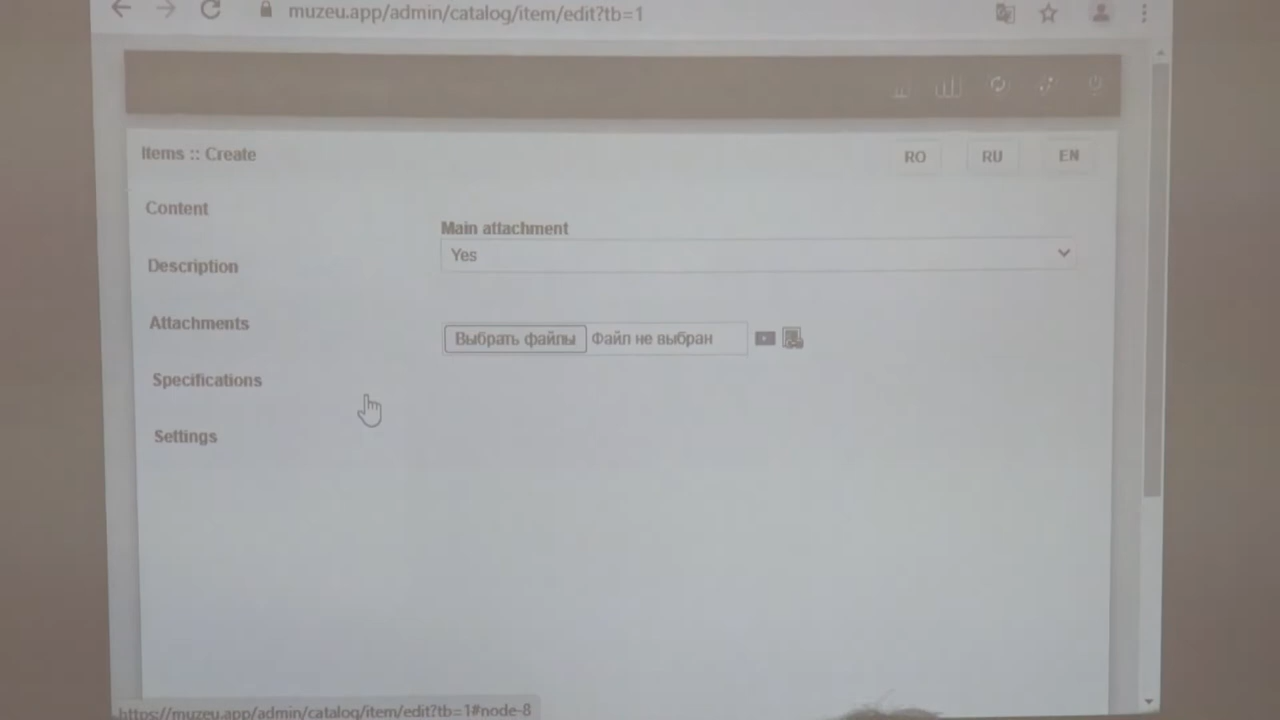 muzeu.app/admin/catalog/item/edit?tb=1
Items :: Create
RO
RU
EN
Content
Main attachment
Yes
Description
Attachments
Выбрать файлы Файл не выбран
Specifications
Settings
https://muzeu.app/admin/catalog/item/edit?tb=1#node-8